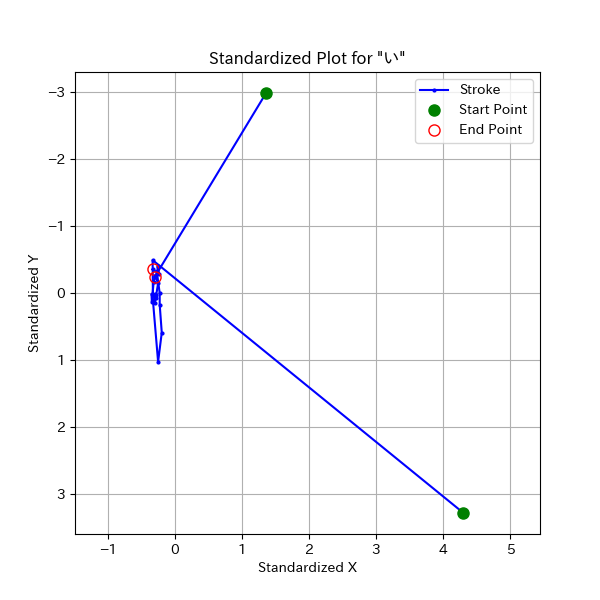 Standardized Plot for "い"
Stroke
Start Point
End Point
−3
−2
−1
0
1
2
3
Standardized Y
−1 0 1 2 3 4 5
Standardized X